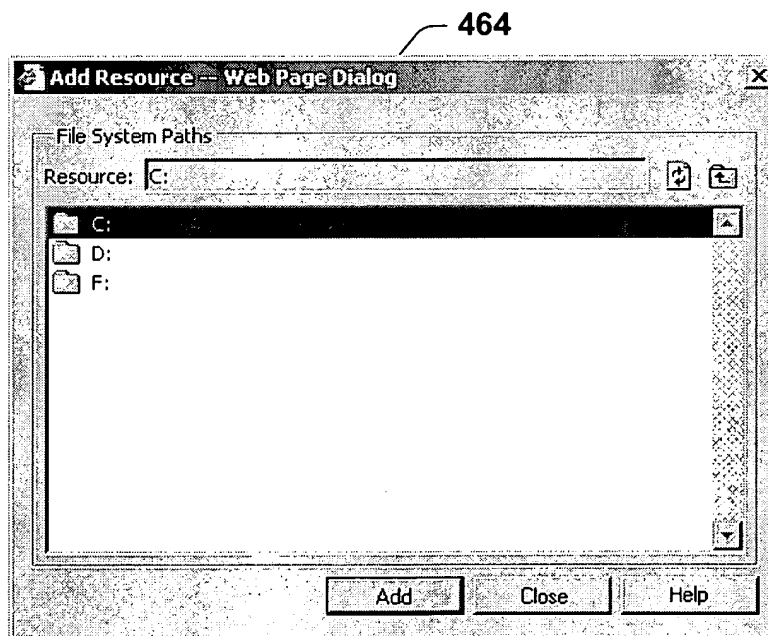 464
Add Resource -- Web Page Dialog
File System Paths
Resource: C:
C:
D:
F:
Add Close Help